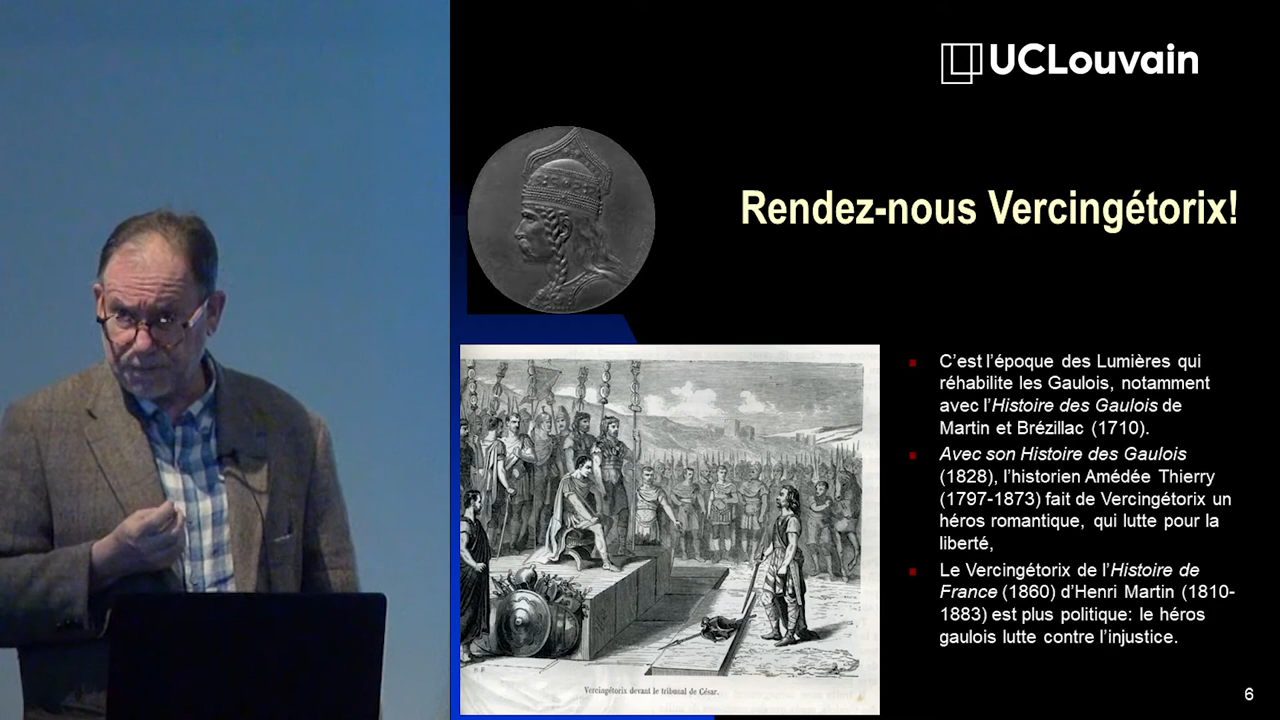 UCLouvain
Rendez-nous Vercingétorix!
C'est l'époque des Lumières qui
réhabilite les Gaulois, notamment
avec l'Histoire des Gaulois de
Martin et Brézillac (1710).
Avec son Histoire des Gaulois
(1828), l'historien Amédée Thierry
(1797-1873) fait de Vercingétorix un
héros romantique, qui lutte pour la
liberté,
Le Vercingétorix de l'Histoire de
France (1860) d'Henri Martin (1810-
1883) est plus politique: le héros
gaulois lutte contre l'injustice.
Vercingétorix devant le tribunal de César.
6